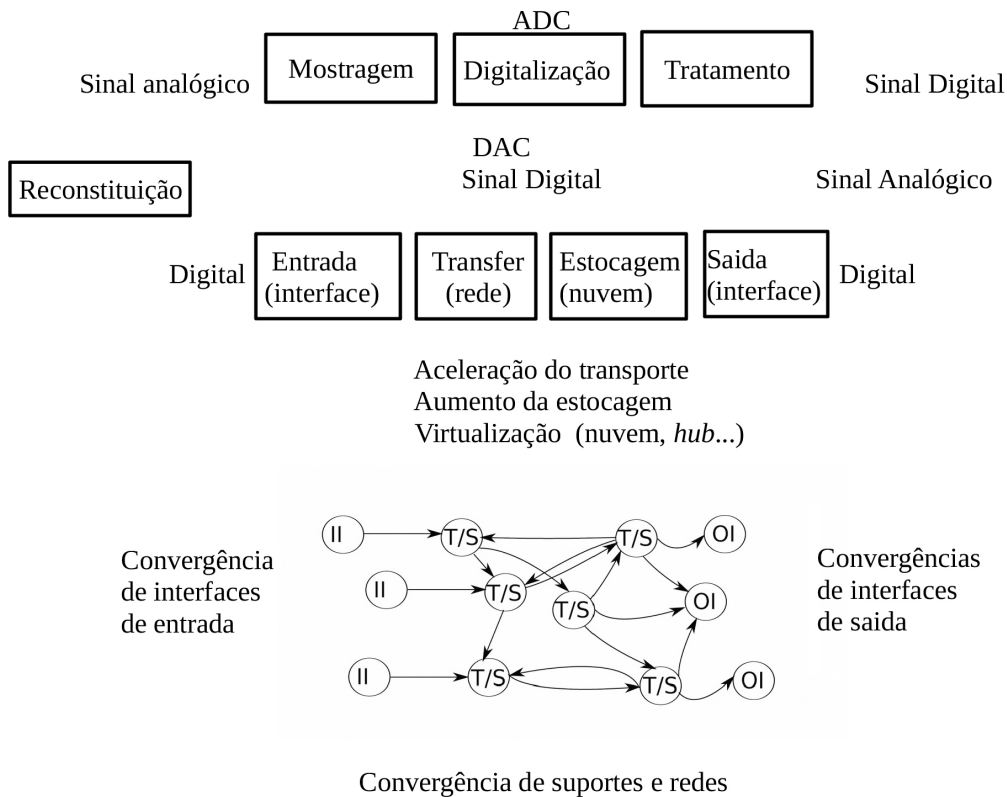 ADC
Sinal analógico Mostragem Digitalização Tratamento Sinal Digital
DAC
Reconstituição Sinal Digital Sinal Analógico
Digital Entrada Transfer Estocagem Saida Digital
(interface) (rede) (nuvem) (interface)
Aceleração do transporte
Aumento da estocagem
Virtualização (nuvem, hub...)
II T/S T/S OI
Convergência
de interfaces
de entrada
II T/S T/S OI
Convergências
de interfaces
de saida
II T/S T/S OI
Convergência de suportes e redes